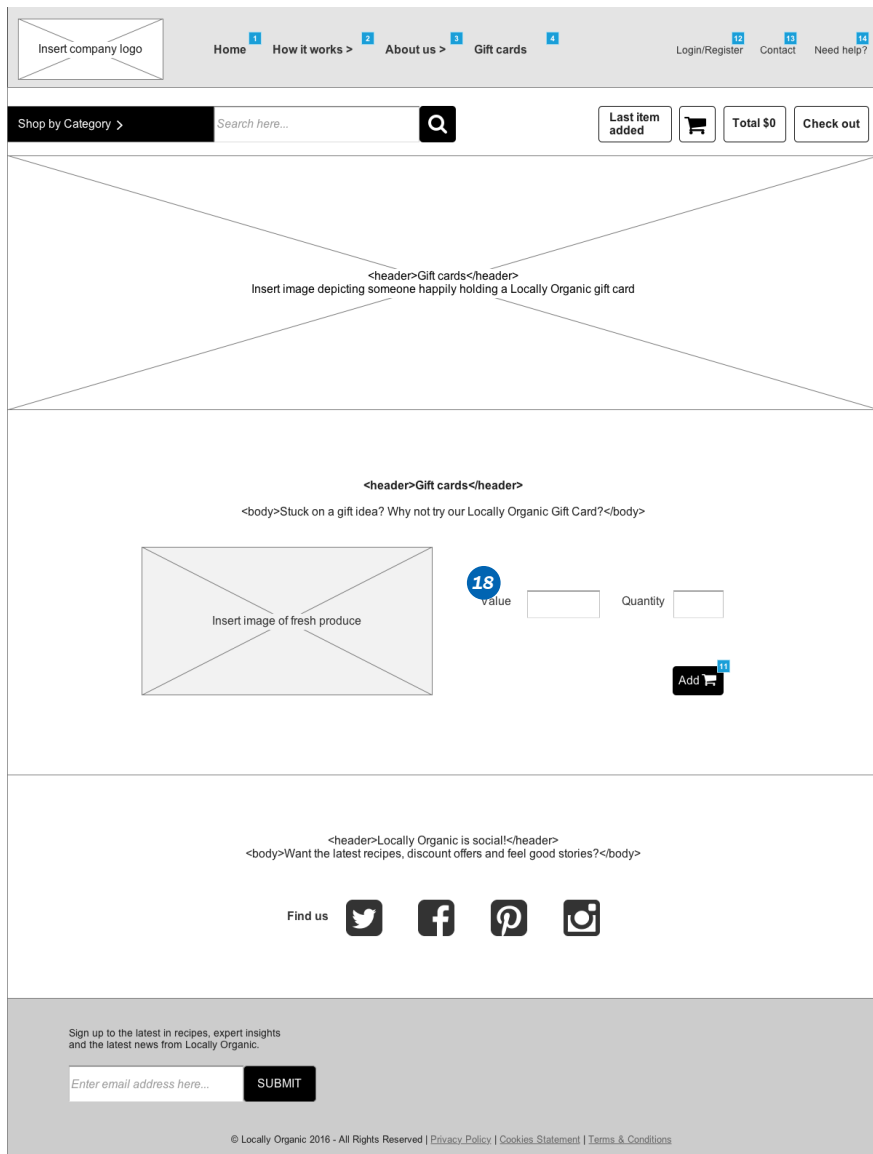 Insert company logo
Home 1 How it works > 2 About us > 3 Gift cards 4
Login/Register 12 Contact 13 Need help? 14
Shop by Category
Search here...
Last item
added
Total $0
Check out
<header>Gift cards</header>
Insert image depicting someone happily holding a Locally Organic gift card
<header>Gift cards</header>
<body>Stuck on a gift idea? Why not try our Locally Organic Gift Card?</body>
Insert image of fresh produce
18
Value
Quantity
Add 11
<header>Locally Organic is social!</header>
<body>Want the latest recipes, discount offers and feel good stories?</body>
Find us
Sign up to the latest in recipes, expert insights
and the latest news from Locally Organic.
Enter email address here...
SUBMIT
© Locally Organic 2016 - All Rights Reserved | Privacy Policy | Cookies Statement | Terms & Conditions